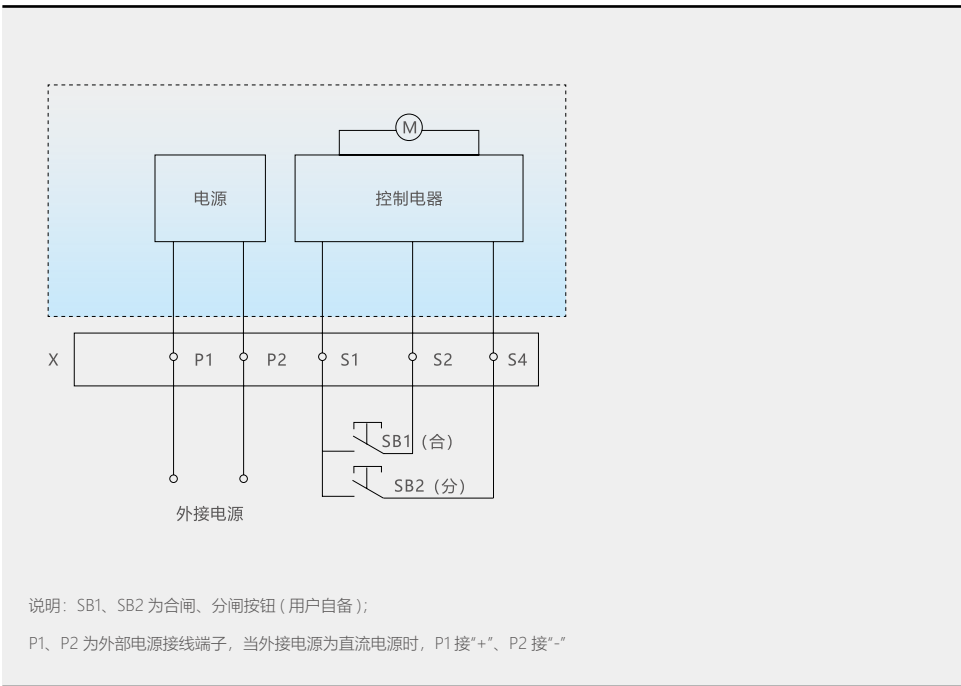 M
电源
控制电器
X P1 P2 S1 S2 S4
SB1（合）
SB2（分）
外接电源
说明：SB1、SB2 为合闸、分闸按钮 ( 用户自备 );
P1、P2 为外部电源接线端子，当外接电源为直流电源时，P1 接“+”、P2 接“-”